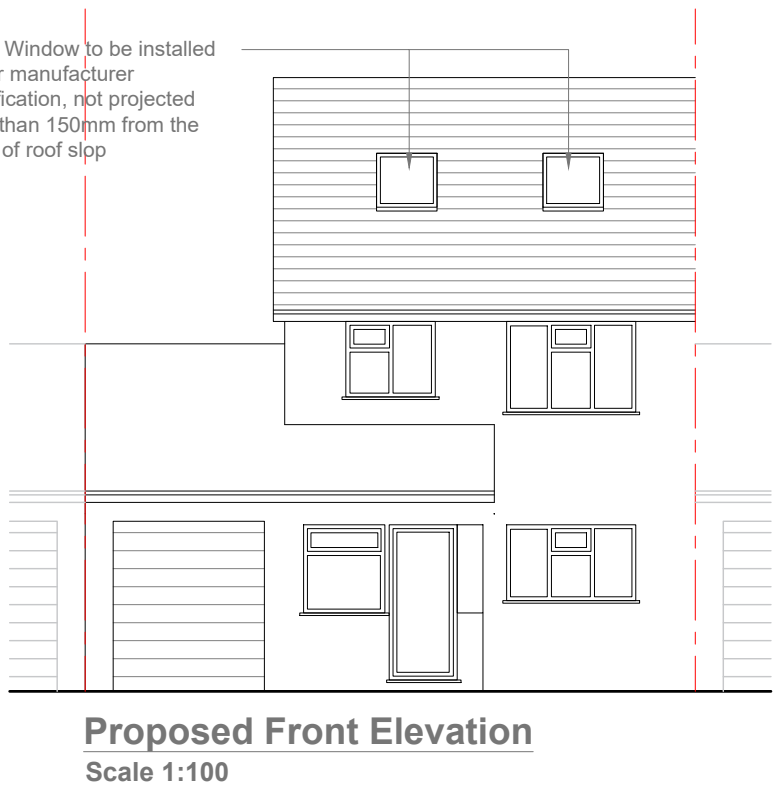 Window to be installed
r manufacturer
ication, not projected
than 150mm from the
of roof slop
Proposed Front Elevation
Scale 1:100